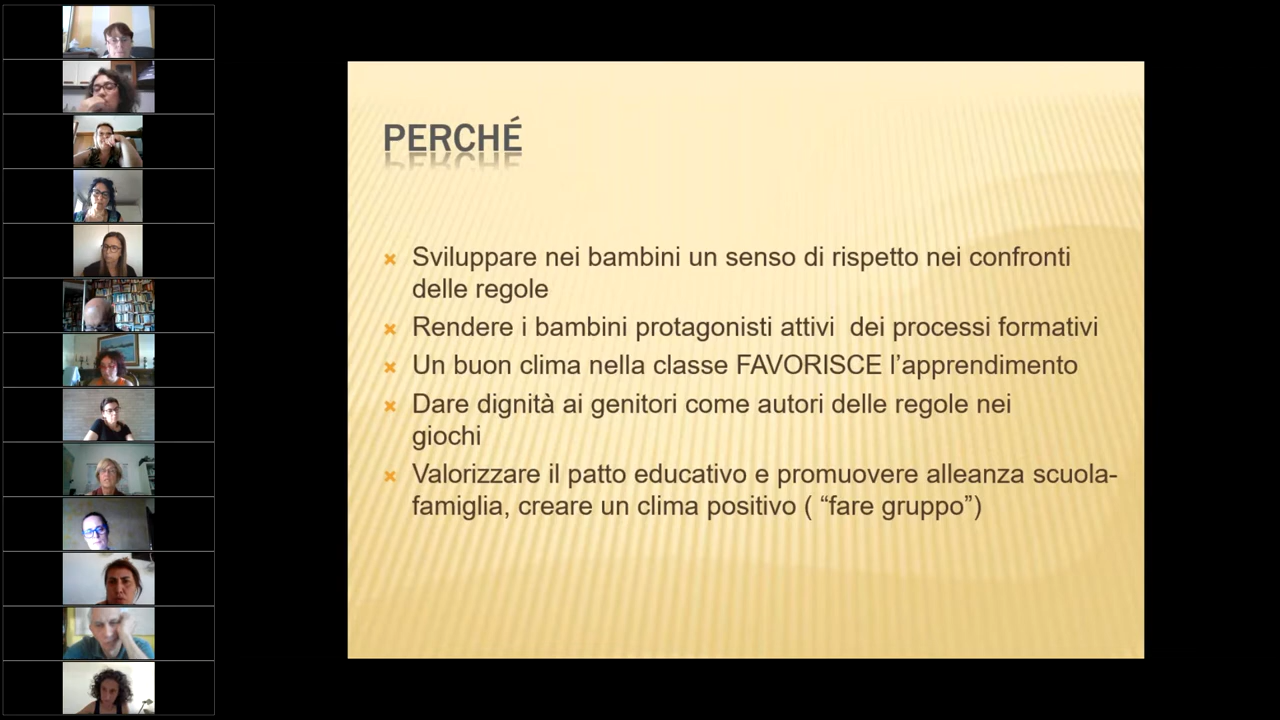 PERCHÉ
Sviluppare nei bambini un senso di rispetto nei confronti
delle regole
Rendere i bambini protagonisti attivi  dei processi formativi
Un buon clima nella classe FAVORISCE l’apprendimento
Dare dignità ai genitori come autori delle regole nei
giochi
Valorizzare il patto educativo e promuovere alleanza scuola-
famiglia, creare un clima positivo ( “fare gruppo”)